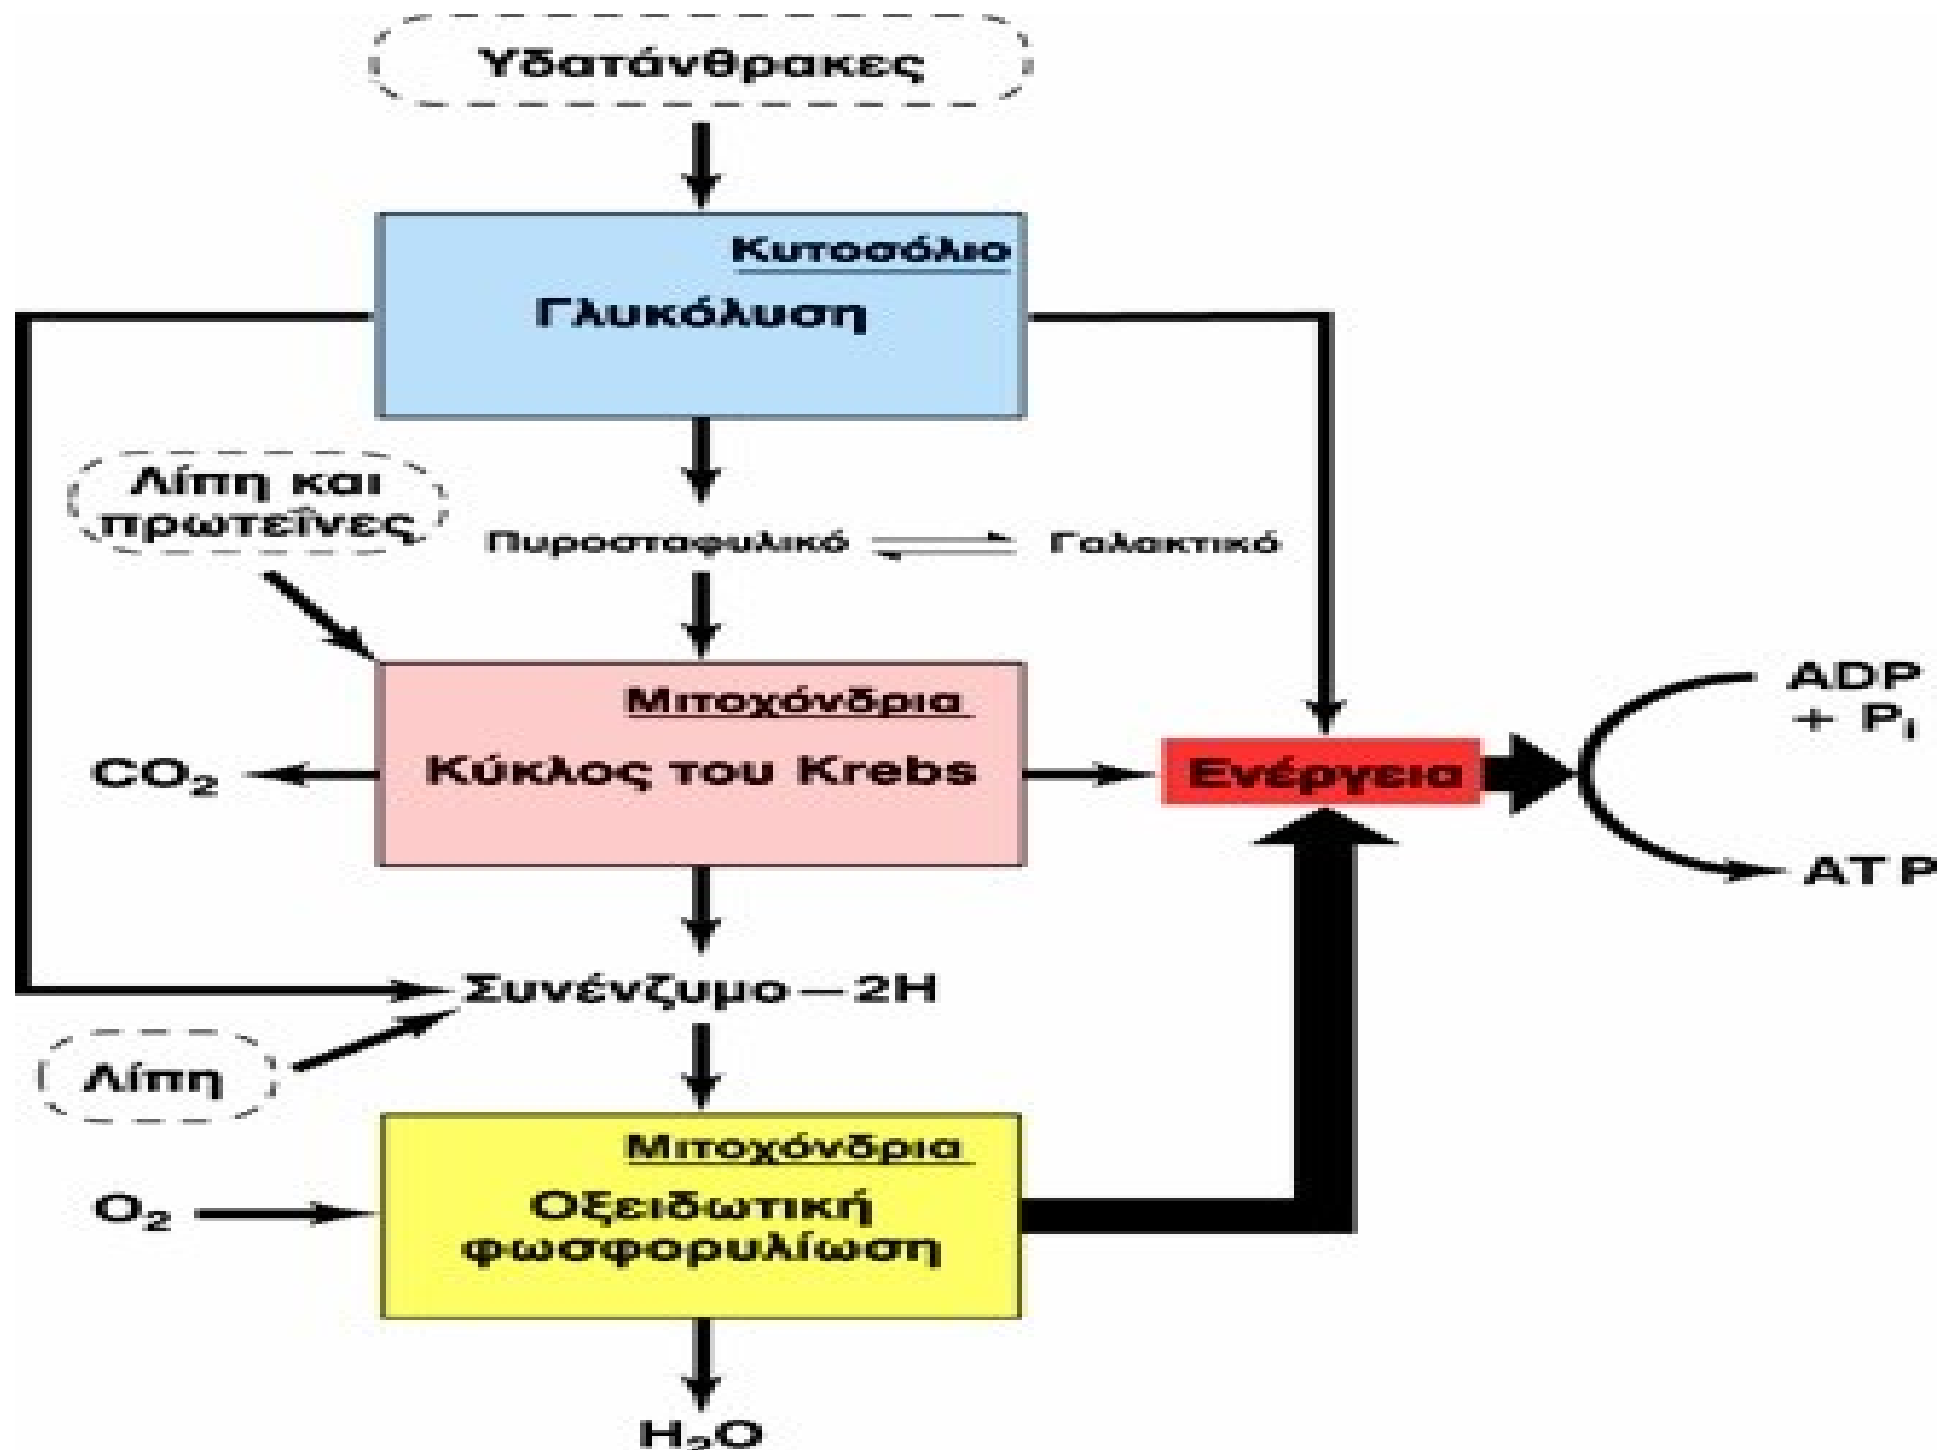 Υδατάνθρακες
Κυτοσόλιο
Γλυκόλυση
Λίπη και
πρωτεΐνες
Πυροσταφυλικό
Γαλακτικό
Μιτοχόνδρια
Κύκλος του Krebs
CO₂
Ενέργεια
ADP
+ Pᵢ
ATP
Συνένζυμο — 2H
Λίπη
Μιτοχόνδρια
Οξειδωτική
φωσφορυλίωση
O₂
H₂O